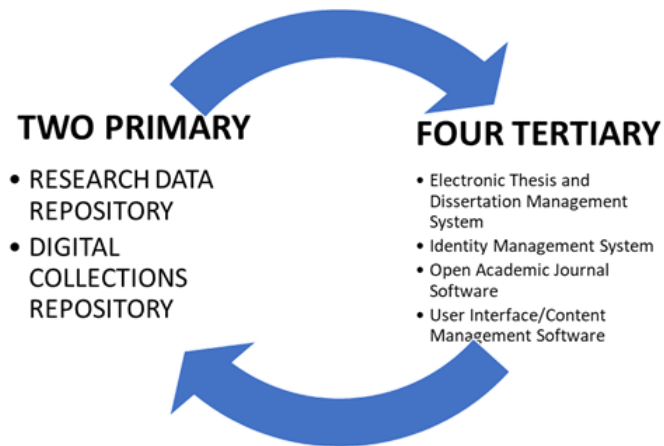 TWO PRIMARY
• RESEARCH DATA
REPOSITORY
• DIGITAL
COLLECTIONS
REPOSITORY
FOUR TERTIARY
• Electronic Thesis and
Dissertation Management
System
• Identity Management System
• Open Academic Journal
Software
• User Interface/Content
Management Software